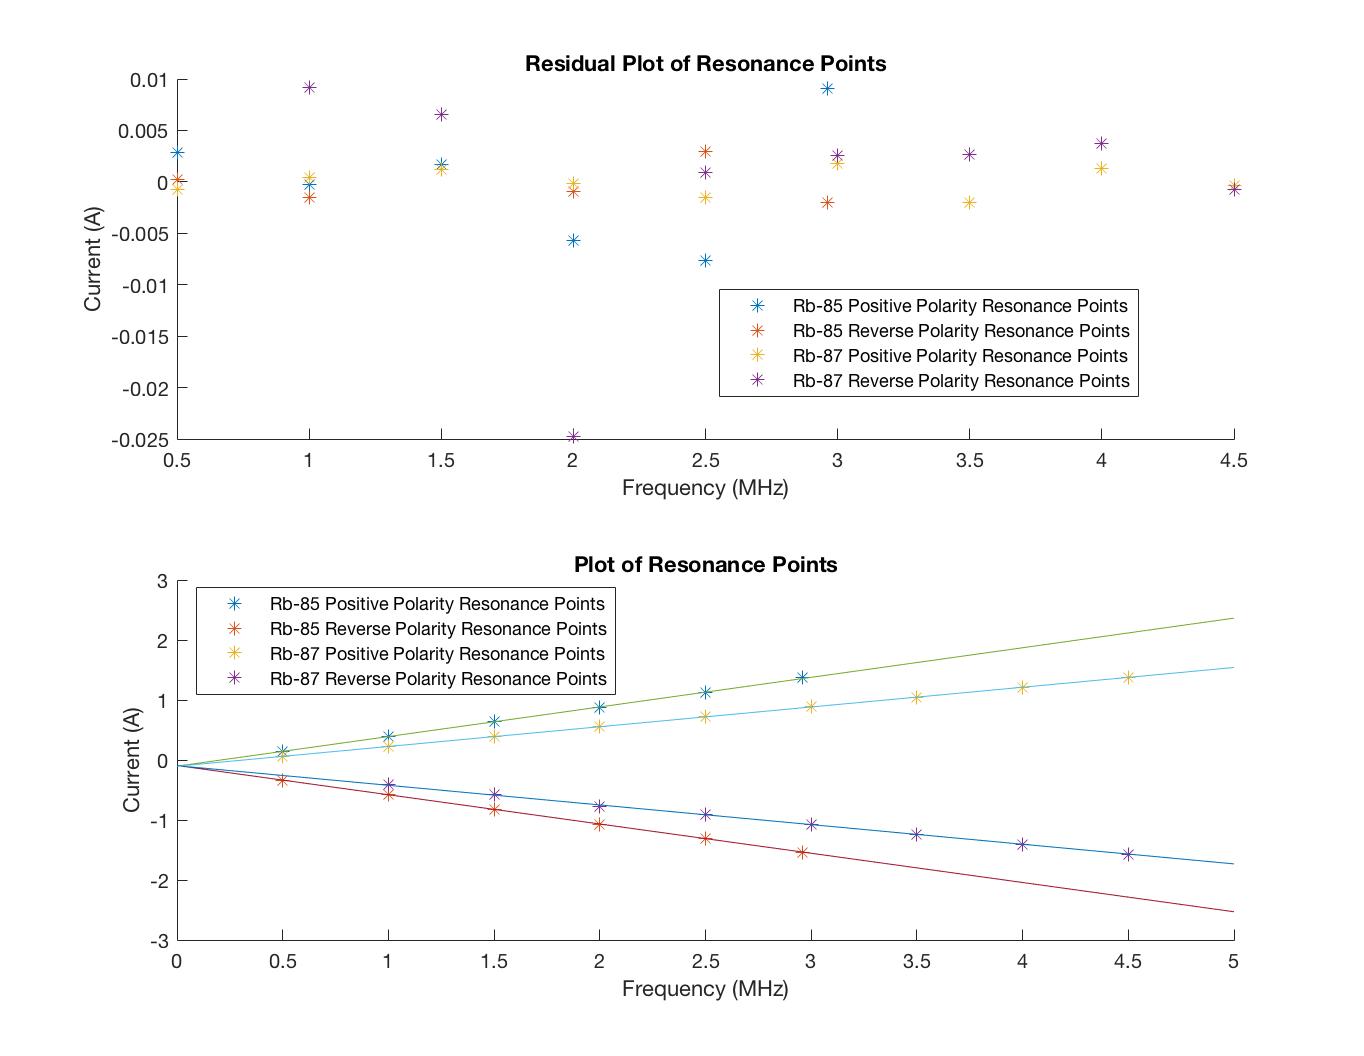 Residual Plot of Resonance Points
0.01
0.005
0
-0.005
-0.01
-0.015
-0.02
-0.025
Current (A)
Rb-85 Positive Polarity Resonance Points
Rb-85 Reverse Polarity Resonance Points
Rb-87 Positive Polarity Resonance Points
Rb-87 Reverse Polarity Resonance Points
0.5 1 1.5 2 2.5 3 3.5 4 4.5
Frequency (MHz)
Plot of Resonance Points
3
2
1
0
-1
-2
-3
Current (A)
Rb-85 Positive Polarity Resonance Points
Rb-85 Reverse Polarity Resonance Points
Rb-87 Positive Polarity Resonance Points
Rb-87 Reverse Polarity Resonance Points
0 0.5 1 1.5 2 2.5 3 3.5 4 4.5 5
Frequency (MHz)